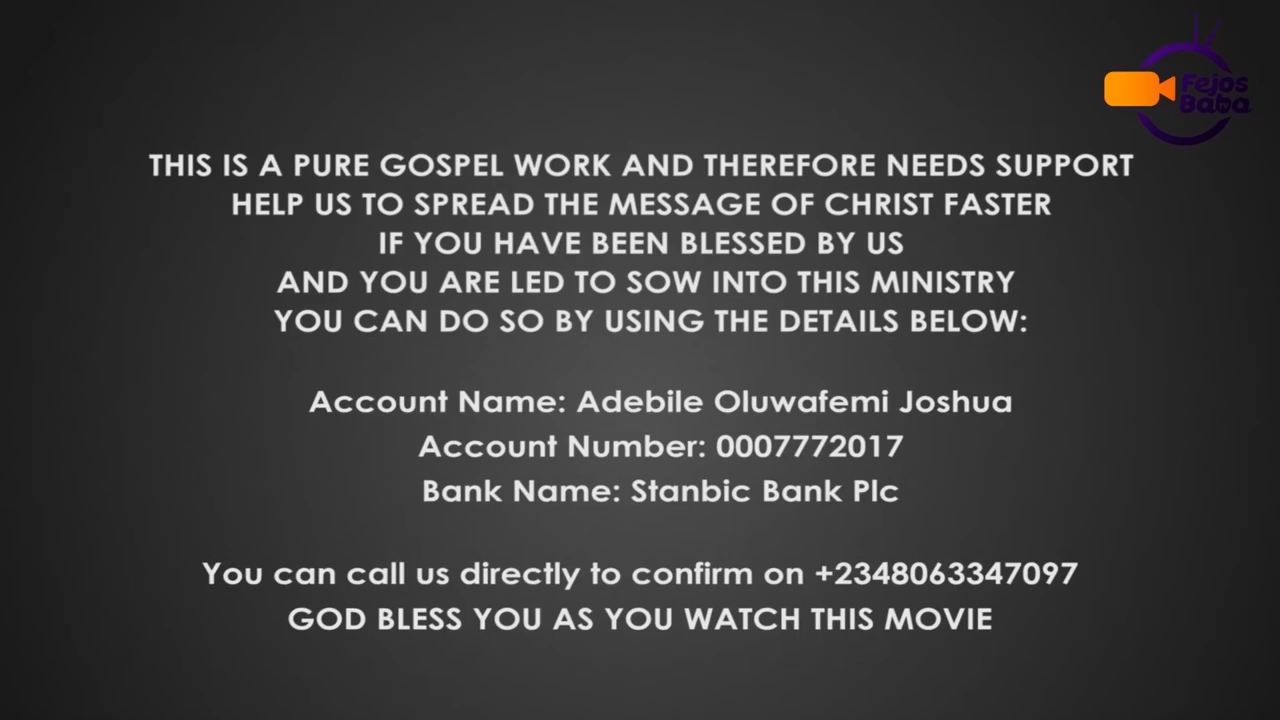 Fejos
Baba
TV
THIS IS A PURE GOSPEL WORK AND THEREFORE NEEDS SUPPORT
HELP US TO SPREAD THE MESSAGE OF CHRIST FASTER
IF YOU HAVE BEEN BLESSED BY US
AND YOU ARE LED TO SOW INTO THIS MINISTRY
YOU CAN DO SO BY USING THE DETAILS BELOW:
Account Name: Adebile Oluwafemi Joshua
Account Number: 0007772017
Bank Name: Stanbic Bank Plc
You can call us directly to confirm on +2348063347097
GOD BLESS YOU AS YOU WATCH THIS MOVIE